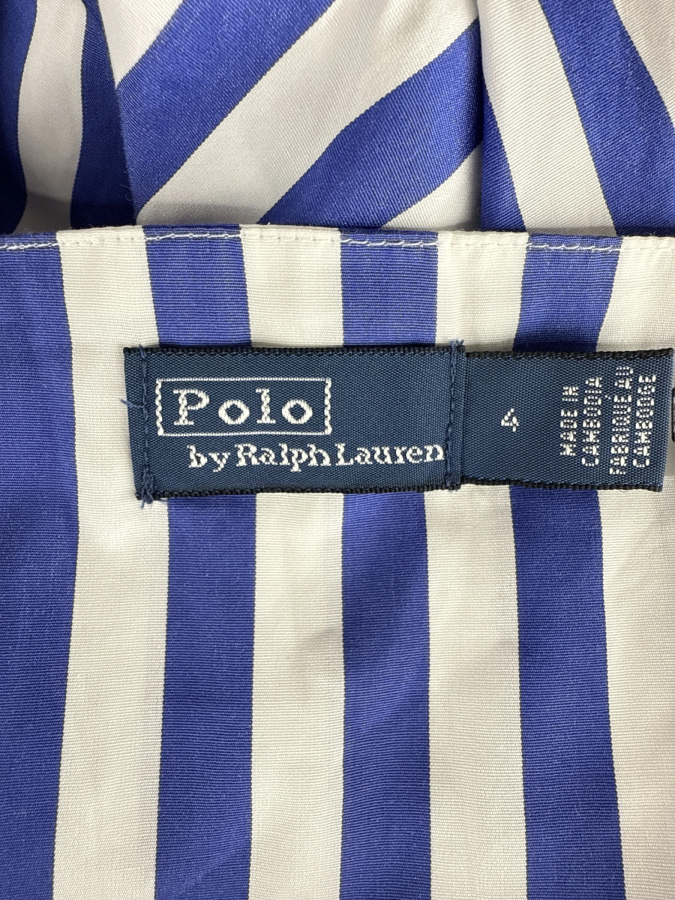 Polo
by Ralph Lauren
4
MADE IN
CAMBODIA
FABRIQUÉ AU
CAMBODGE